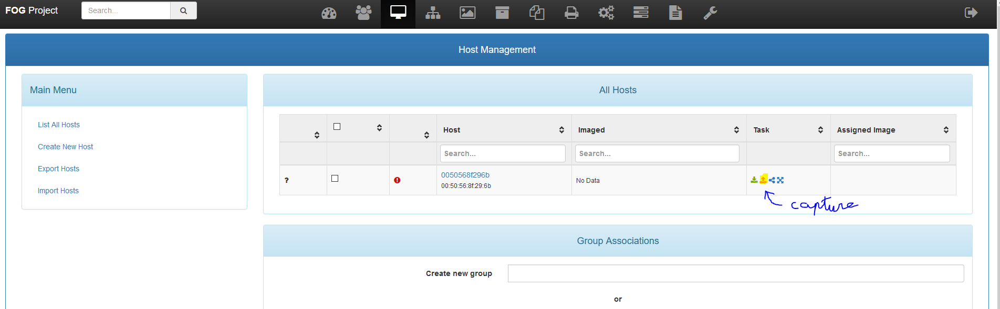 FOG Project
Search...
Host Management
Main Menu
List All Hosts
Create New Host
Export Hosts
Import Hosts
All Hosts
Host
Imaged
Task
Assigned Image
Search...
Search...
Search...
?
0050568f296b
00:50:56:8f:29:6b
No Data
capture
Group Associations
Create new group
or